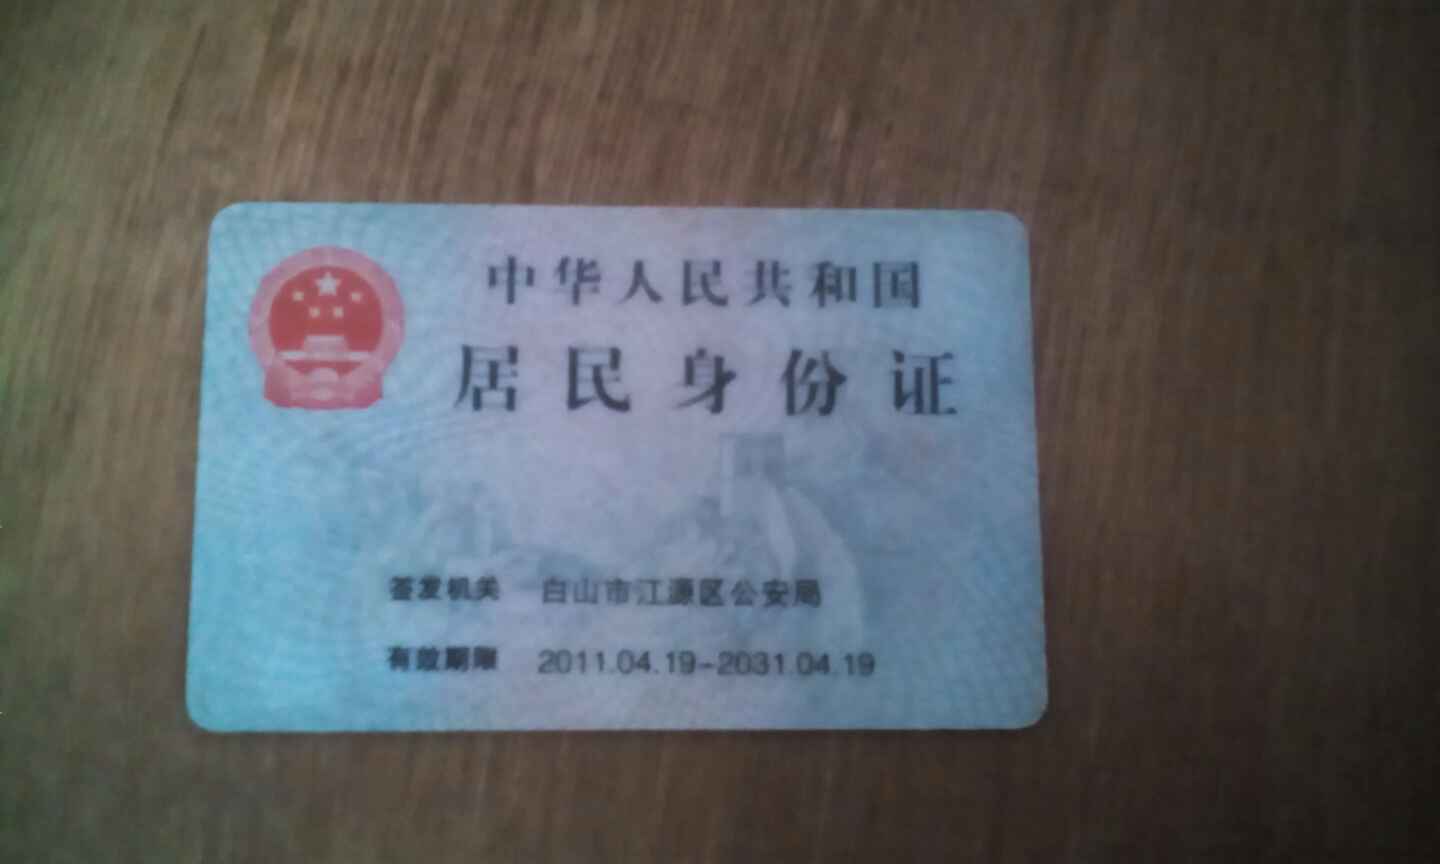 中华人民共和国
居民身份证
签发机关 白山市江源区公安局
有效期限 2011.04.19-2031.04.19